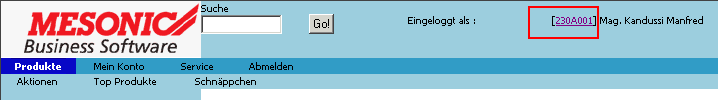 MESONIC
Business Software
Suche
Go!
Eingeloggt als :
[230A001] Mag. Kandussi Manfred
Produkte Mein Konto Service Abmelden
Aktionen Top Produkte Schnäppchen